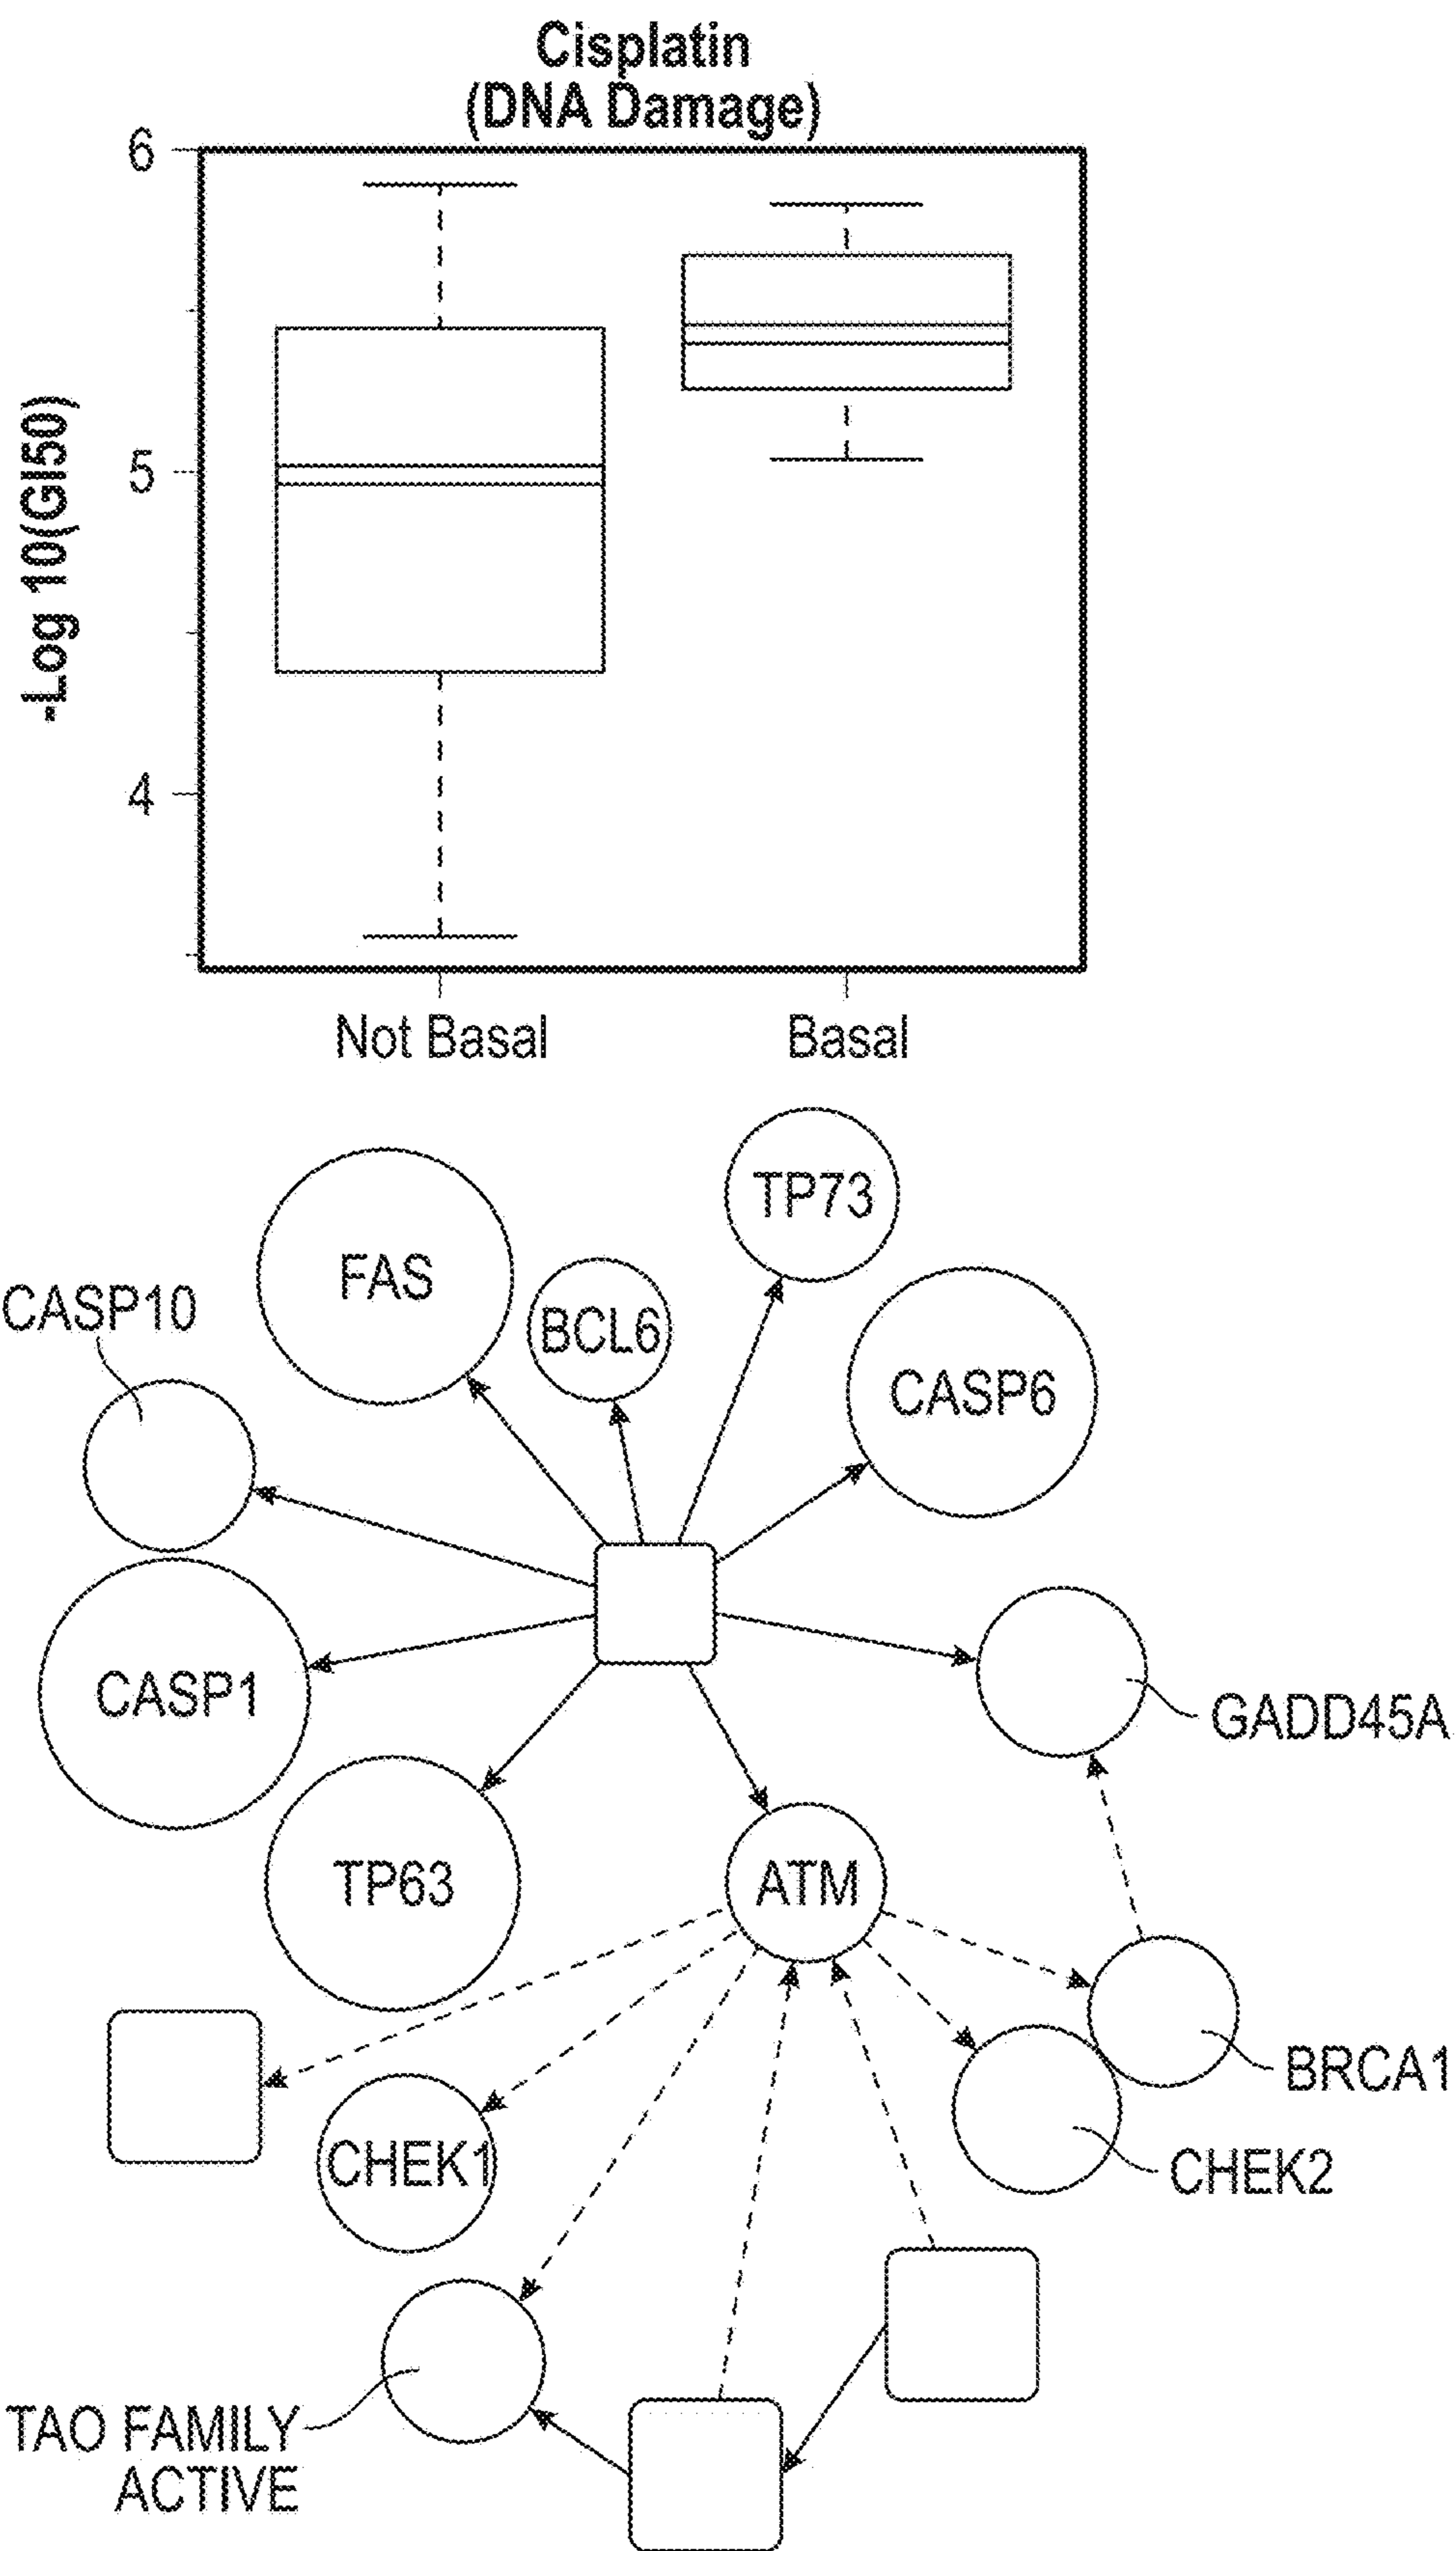 Cisplatin
(DNA Damage)
6
5
4
-Log 10(GI50)
Not Basal
Basal
TP73
FAS
CASP10
BCL6
CASP6
CASP1
GADD45A
TP63
ATM
BRCA1
CHEK1
CHEK2
TAO FAMILY
ACTIVE